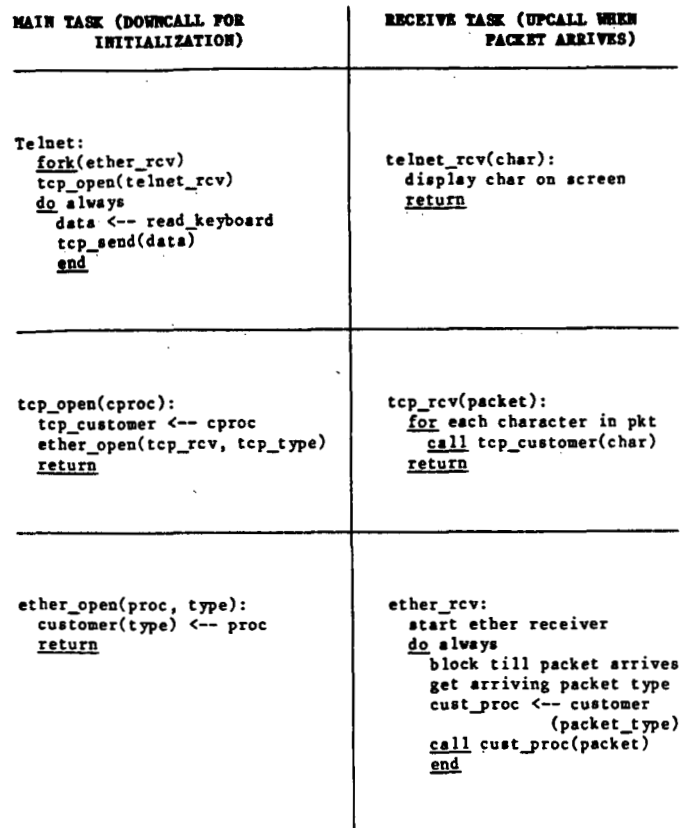 MAIN TASK (DOWNCALL FOR
INITIALIZATION)
RECEIVE TASK (UPCALL WHEN
PACKET ARRIVES)
Telnet:
fork(ether_rcv)
tcp_open(telnet_rcv)
do always
data <-- read_keyboard
tcp_send(data)
end
telnet_rcv(char):
display char on screen
return
tcp_open(cproc):
tcp_customer <-- cproc
ether_open(tcp_rcv, tcp_type)
return
tcp_rcv(packet):
for each character in pkt
call tcp_customer(char)
return
ether_open(proc, type):
customer(type) <-- proc
return
ether_rcv:
start ether receiver
do always
block till packet arrives
get arriving packet type
cust_proc <-- customer
(packet_type)
call cust_proc(packet)
end